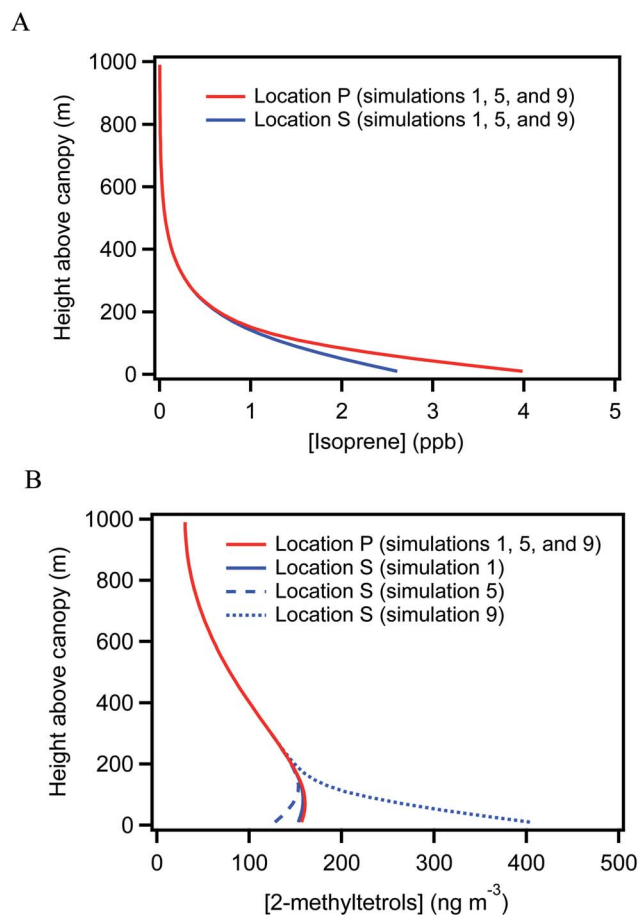 A
1000
800
600
400
200
0
Height above canopy (m)
Location P (simulations 1, 5, and 9)
Location S (simulations 1, 5, and 9)
0 1 2 3 4 5
[Isoprene] (ppb)
B
1000
800
600
400
200
0
Height above canopy (m)
Location P (simulations 1, 5, and 9)
Location S (simulation 1)
Location S (simulation 5)
Location S (simulation 9)
0 100 200 300 400 500
[2-methyltetrols] (ng m⁻³)